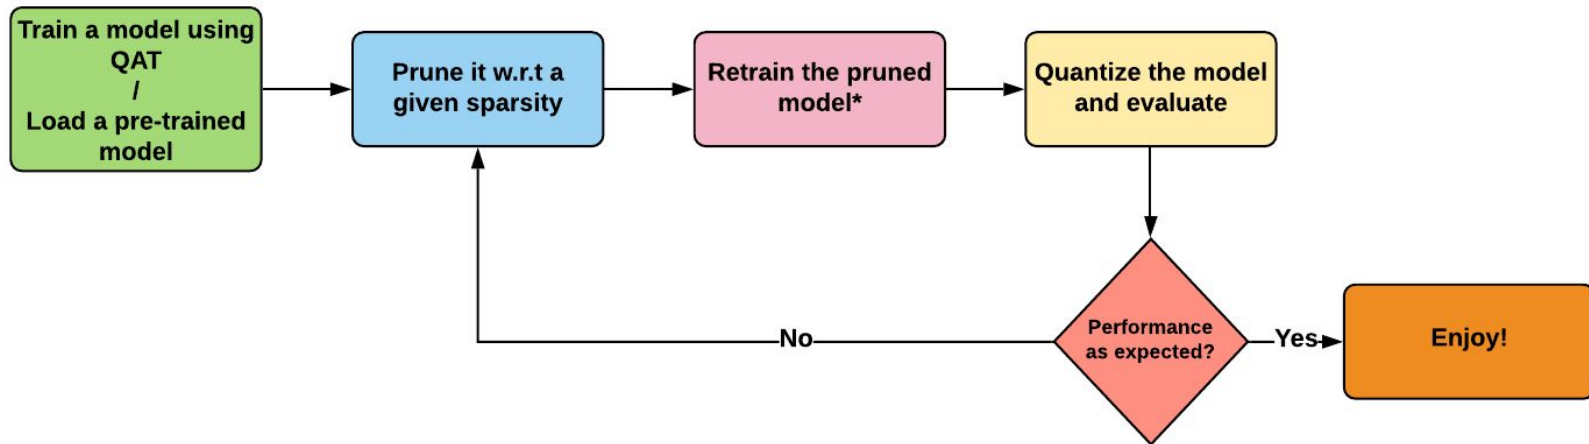 Train a model using
QAT
/
Load a pre-trained
model
Prune it w.r.t a
given sparsity
Retrain the pruned
model*
Quantize the model
and evaluate
Performance
as expected?
No
Yes
Enjoy!